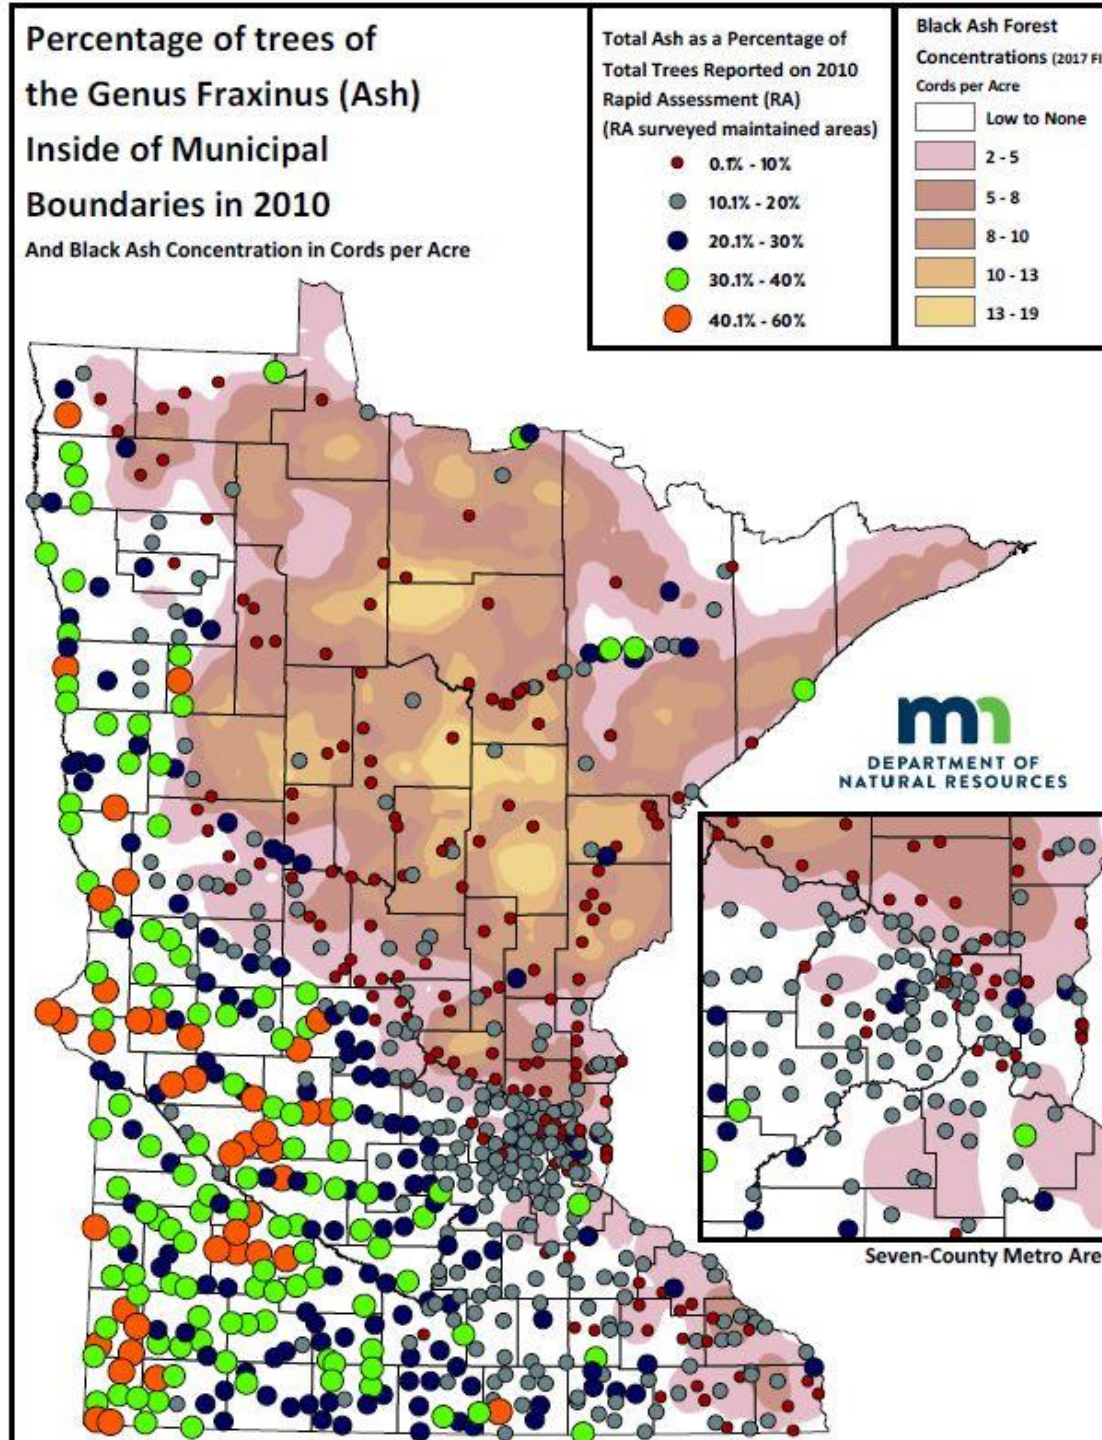 Percentage of trees of
the Genus Fraxinus (Ash)
Inside of Municipal
Boundaries in 2010
And Black Ash Concentration in Cords per Acre
Total Ash as a Percentage of
Total Trees Reported on 2010
Rapid Assessment (RA)
(RA surveyed maintained areas)
0.1% - 10%
10.1% - 20%
20.1% - 30%
30.1% - 40%
40.1% - 60%
Black Ash Forest
Concentrations (2017 FI
Cords per Acre
Low to None
2 - 5
5 - 8
8 - 10
10 - 13
13 - 19
mn
DEPARTMENT OF
NATURAL RESOURCES
Seven-County Metro Are